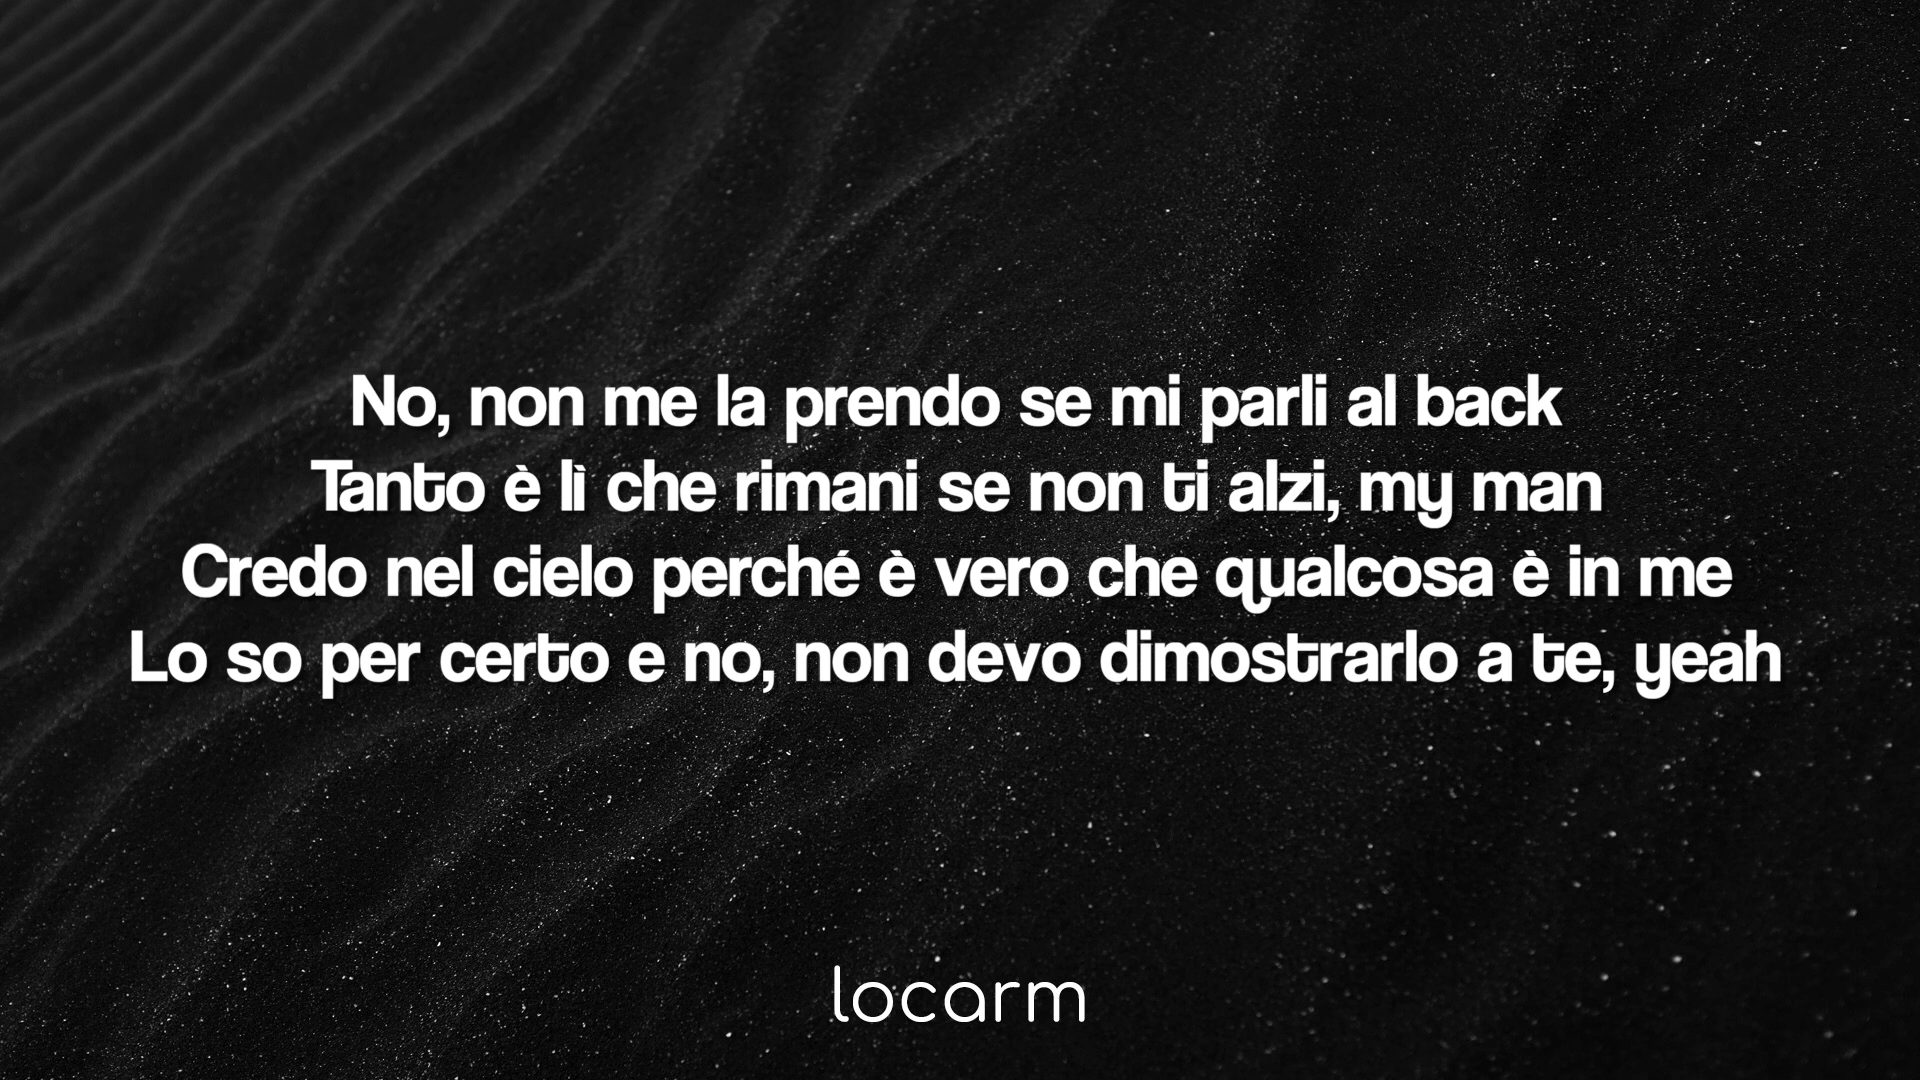 No, non me la prendo se mi parli al back
Tanto è lì che rimani se non ti alzi, my man
Credo nel cielo perché è vero che qualcosa è in me
Lo so per certo e no, non devo dimostrarlo a te, yeah
locarm